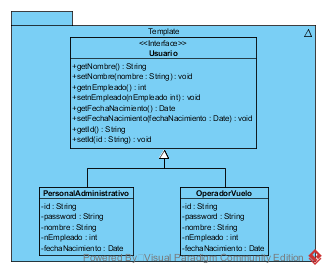 Template
<<Interface>>
Usuario
+getNombre() : String
+setNombre(nombre : String) : void
+getnEmpleado() : int
+setnEmpleado(nEmpleado int) : void
+getFechaNacimiento() : Date
+setFechaNacimiento(fechaNacimiento : Date) : void
+getId() : String
+setId(id : String) : void
PersonalAdministrativo
-id : String
-password : String
-nombre : String
-nEmpleado : int
-fechaNacimiento : Date
OperadorVuelo
-id : String
-password : String
-nombre : String
-nEmpleado : int
-fechaNacimiento : Date
Powered By Visual Paradigm Community Edition